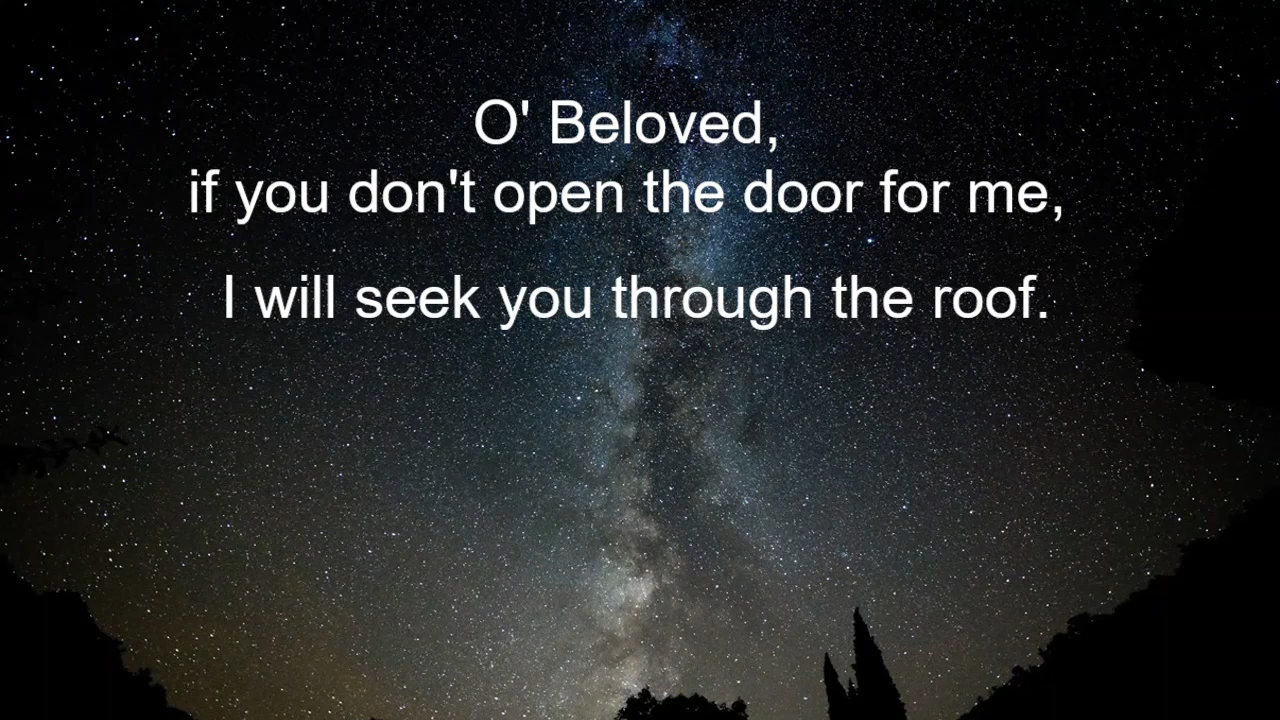 O' Beloved,
if you don't open the door for me,
I will seek you through the roof.